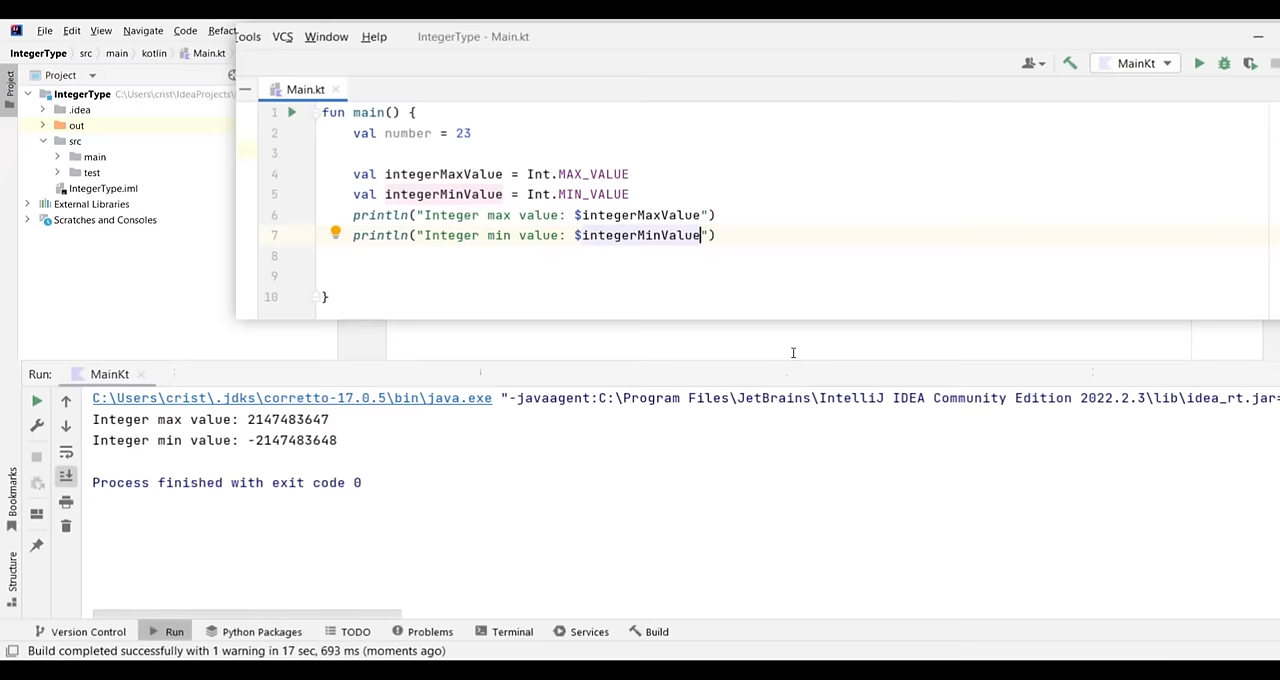 File Edit View Navigate Code Refact
ools VCS Window Help IntegerType - Main.kt
IntegerType src main kotlin Main.kt
MainKt
Project
Project
Main.kt
IntegerType C:\Users\crist\IdeaProjects\
.idea
out
src
main
test
IntegerType.iml
External Libraries
Scratches and Consoles
1 fun main() {
2 val number = 23
3
4 val integerMaxValue = Int.MAX_VALUE
5 val integerMinValue = Int.MIN_VALUE
6 println("Integer max value: $integerMaxValue")
7 println("Integer min value: $integerMinValue")
8
9
10 }
Run: MainKt
C:\Users\crist\.jdks\corretto-17.0.5\bin\java.exe "-javaagent:C:\Program Files\JetBrains\IntelliJ IDEA Community Edition 2022.2.3\lib\idea_rt.jar=
Integer max value: 2147483647
Integer min value: -2147483648
Process finished with exit code 0
Bookmarks
Structure
Version Control Run Python Packages TODO Problems Terminal Services Build
Build completed successfully with 1 warning in 17 sec, 693 ms (moments ago)